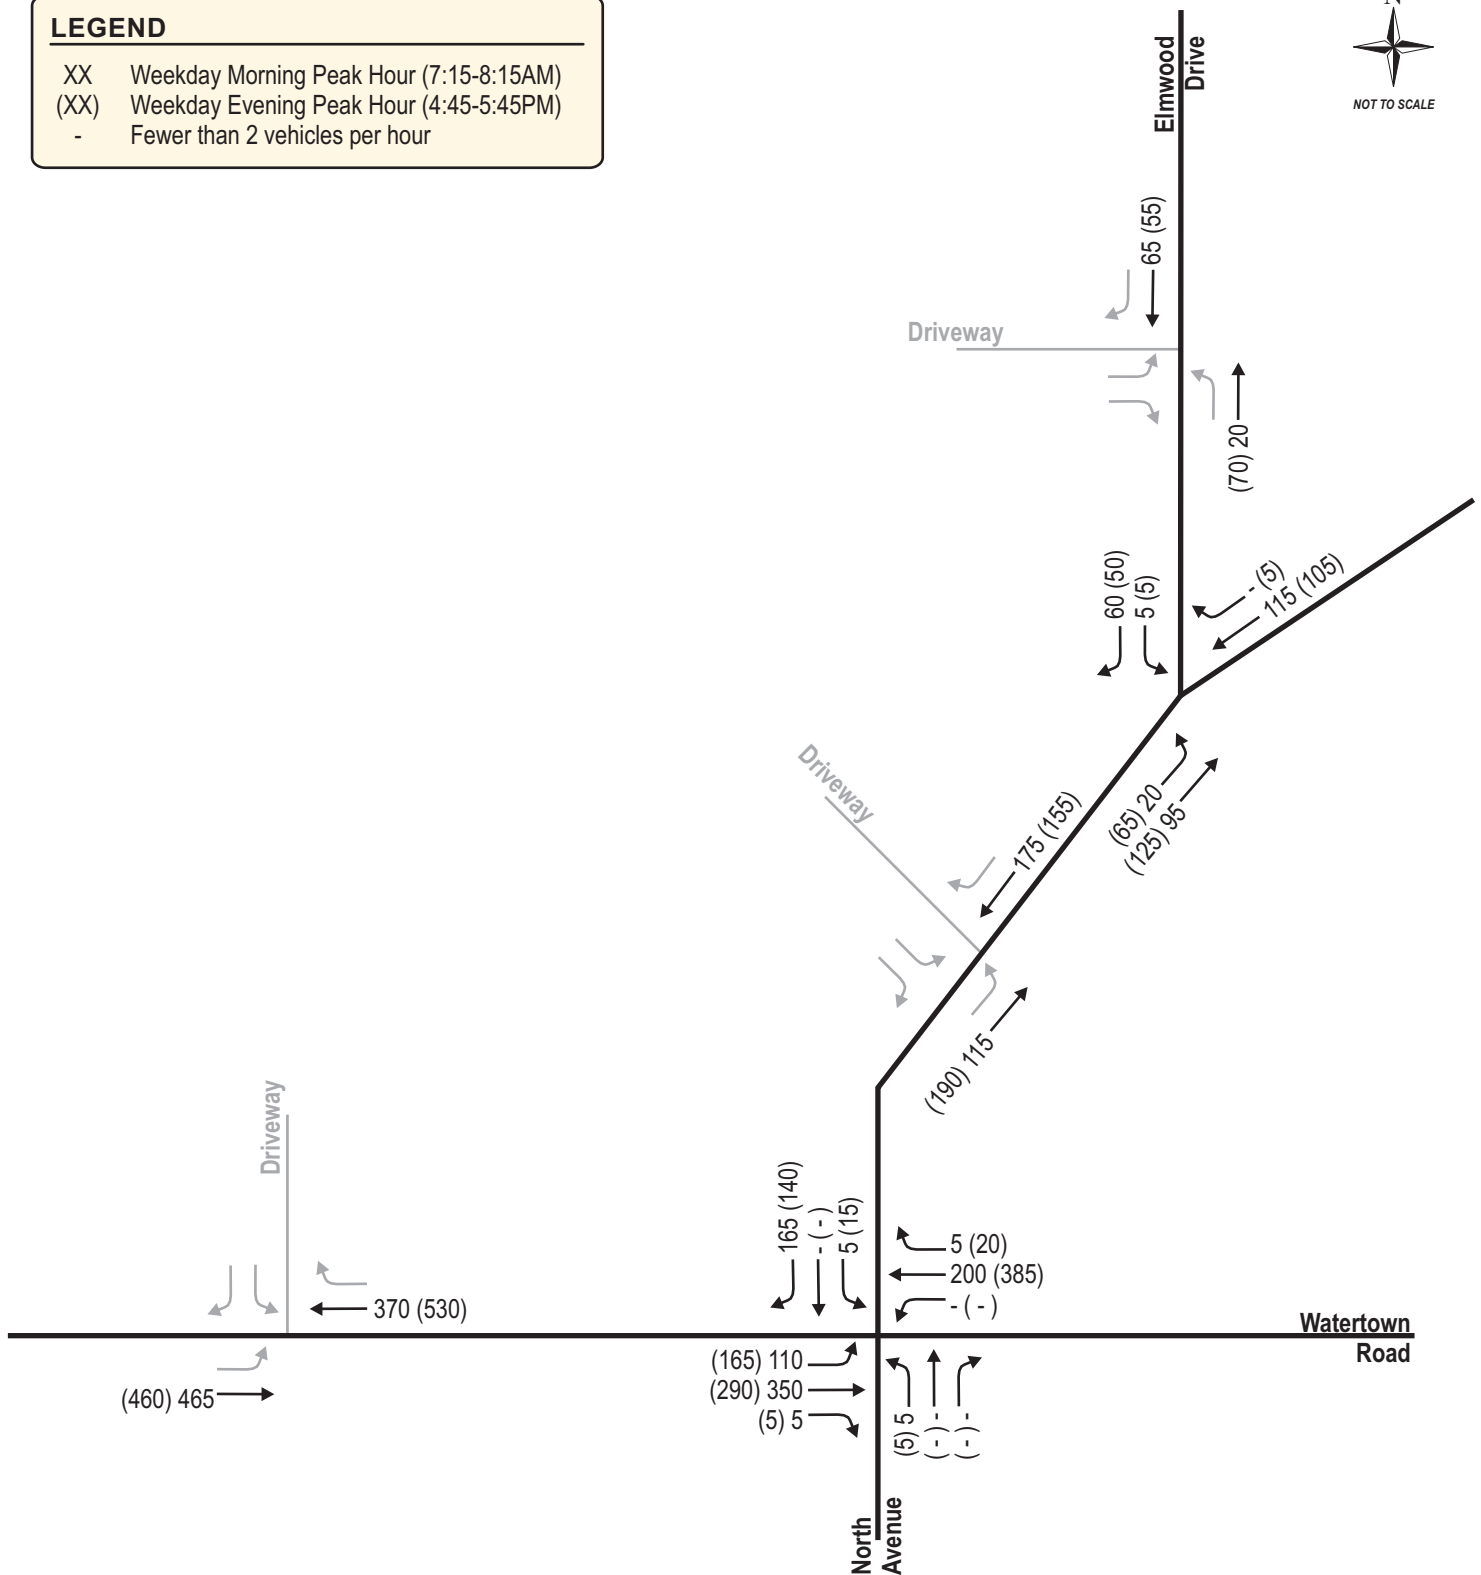 LEGEND
XX Weekday Morning Peak Hour (7:15-8:15AM)
(XX) Weekday Evening Peak Hour (4:45-5:45PM)
- Fewer than 2 vehicles per hour
N
NOT TO SCALE
Elmwood
Drive
65 (55)
Driveway
(70) 20
60 (50)
5 (5)
- (5)
115 (105)
Driveway
175 (155)
(65) 20
(125) 95
(190) 115
Driveway
165 (140)
- ( - )
5 (15)
5 (20)
200 (385)
- ( - )
370 (530)
Watertown
Road
(460) 465
(165) 110
(290) 350
(5) 5
(5) 5
( - ) -
( - ) -
North
Avenue